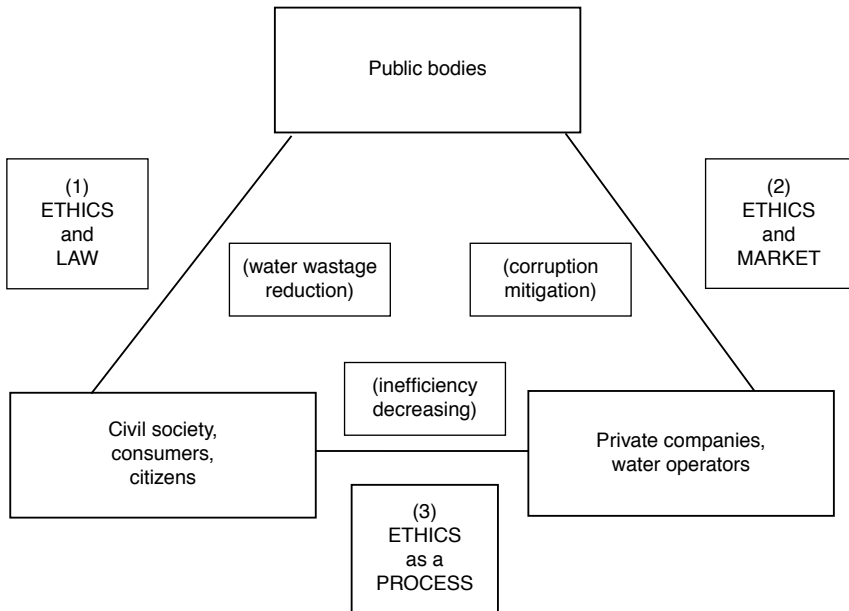 Public bodies
(1)
ETHICS
and
LAW
(2)
ETHICS
and
MARKET
(water wastage
reduction)
(corruption
mitigation)
(inefficiency
decreasing)
Civil society,
consumers,
citizens
Private companies,
water operators
(3)
ETHICS
as a
PROCESS